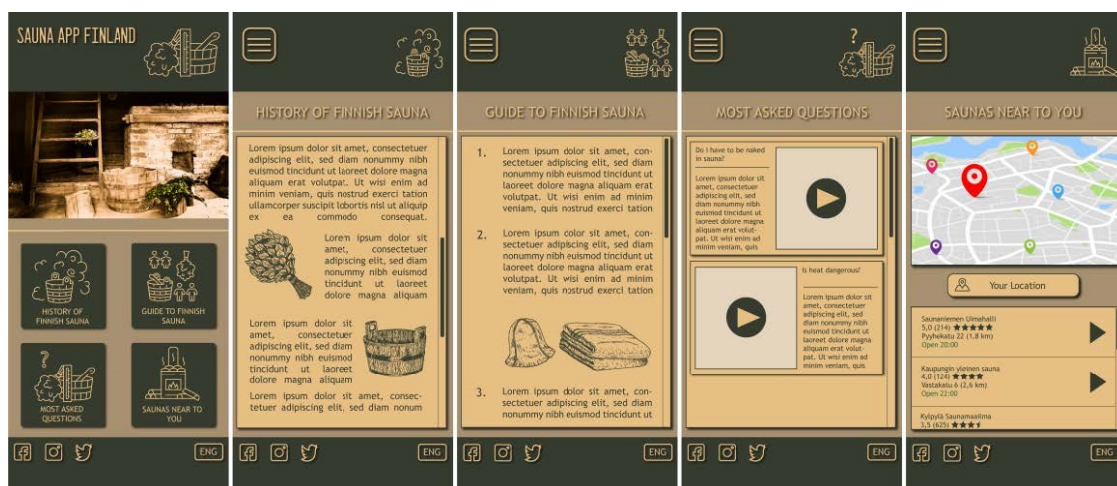 SAUNA APP FINLAND
?
HISTORY OF
FINNISH SAUNA
GUIDE TO FINNISH
SAUNA
?
MOST ASKED
QUESTIONS
SAUNAS NEAR TO
YOU
ENG
HISTORY OF FINNISH SAUNA
Lorem ipsum dolor sit amet, consectetuer
adipiscing elit, sed diam nonummy nibh
euismod tincidunt ut laoreet dolore magna
aliquam erat volutpat. Ut wisi enim ad
minim veniam, quis nostrud exerci tation
ullamcorper suscipit lobortis nisl ut aliquip
ex ea commodo consequat.
Lorem ipsum dolor sit
amet, consectetuer
adipiscing elit, sed diam
nonummy nibh euismod
tincidunt ut laoreet
dolore magna aliquam
Lorem ipsum dolor sit
amet, consectetuer
adipiscing elit, sed diam
nonummy nibh euismod
tincidunt ut laoreet
dolore magna aliquam
Lorem ipsum dolor sit amet, consec-
tetuer adipiscing elit, sed diam nonum
ENG
GUIDE TO FINNISH SAUNA
1. Lorem ipsum dolor sit amet, con-
sectetuer adipiscing elit, sed diam
nonummy nibh euismod tincidunt ut
laoreet dolore magna aliquam erat
volutpat. Ut wisi enim ad minim
veniam, quis nostrud exerci tation
2. Lorem ipsum dolor sit amet, con-
sectetuer adipiscing elit, sed diam
nonummy nibh euismod tincidunt ut
laoreet dolore magna aliquam erat
volutpat. Ut wisi enim ad minim
veniam, quis nostrud exerci tation
3. Lorem ipsum dolor sit amet, con-
sectetuer adipiscing elit, sed diam
nonummy nibh euismod tincidunt ut
ENG
?
MOST ASKED QUESTIONS
Do I have to be naked
in sauna?
Lorem ipsum dolor sit
amet, consectetuer
adipiscing elit, sed diam
nonummy nibh euismod
tincidunt ut laoreet
dolore magna aliquam
erat volutpat.
pat. Ut wisi enim ad
minim veniam, quis
Is heat dangerous?
Lorem ipsum dolor sit
amet, consectetuer
adipiscing elit, sed diam
nonummy nibh euismod
tincidunt ut laoreet
dolore magna aliquam
aliquam erat volut-
pat. Ut wisi enim ad
minim veniam, quis
ENG
SAUNAS NEAR TO YOU
Your Location
Saunaniemen Uimahalli
5,0 (214) ★★★★★
Pyyhekatu 22 (1,8 km)
Open 20:00
Kaupungin yleinen sauna
4,0 (124) ★★★★
Vastakatu 6 (2,6 km)
Open 22:00
Kylpylä Saunamaailma
3,5 (625)
ENG